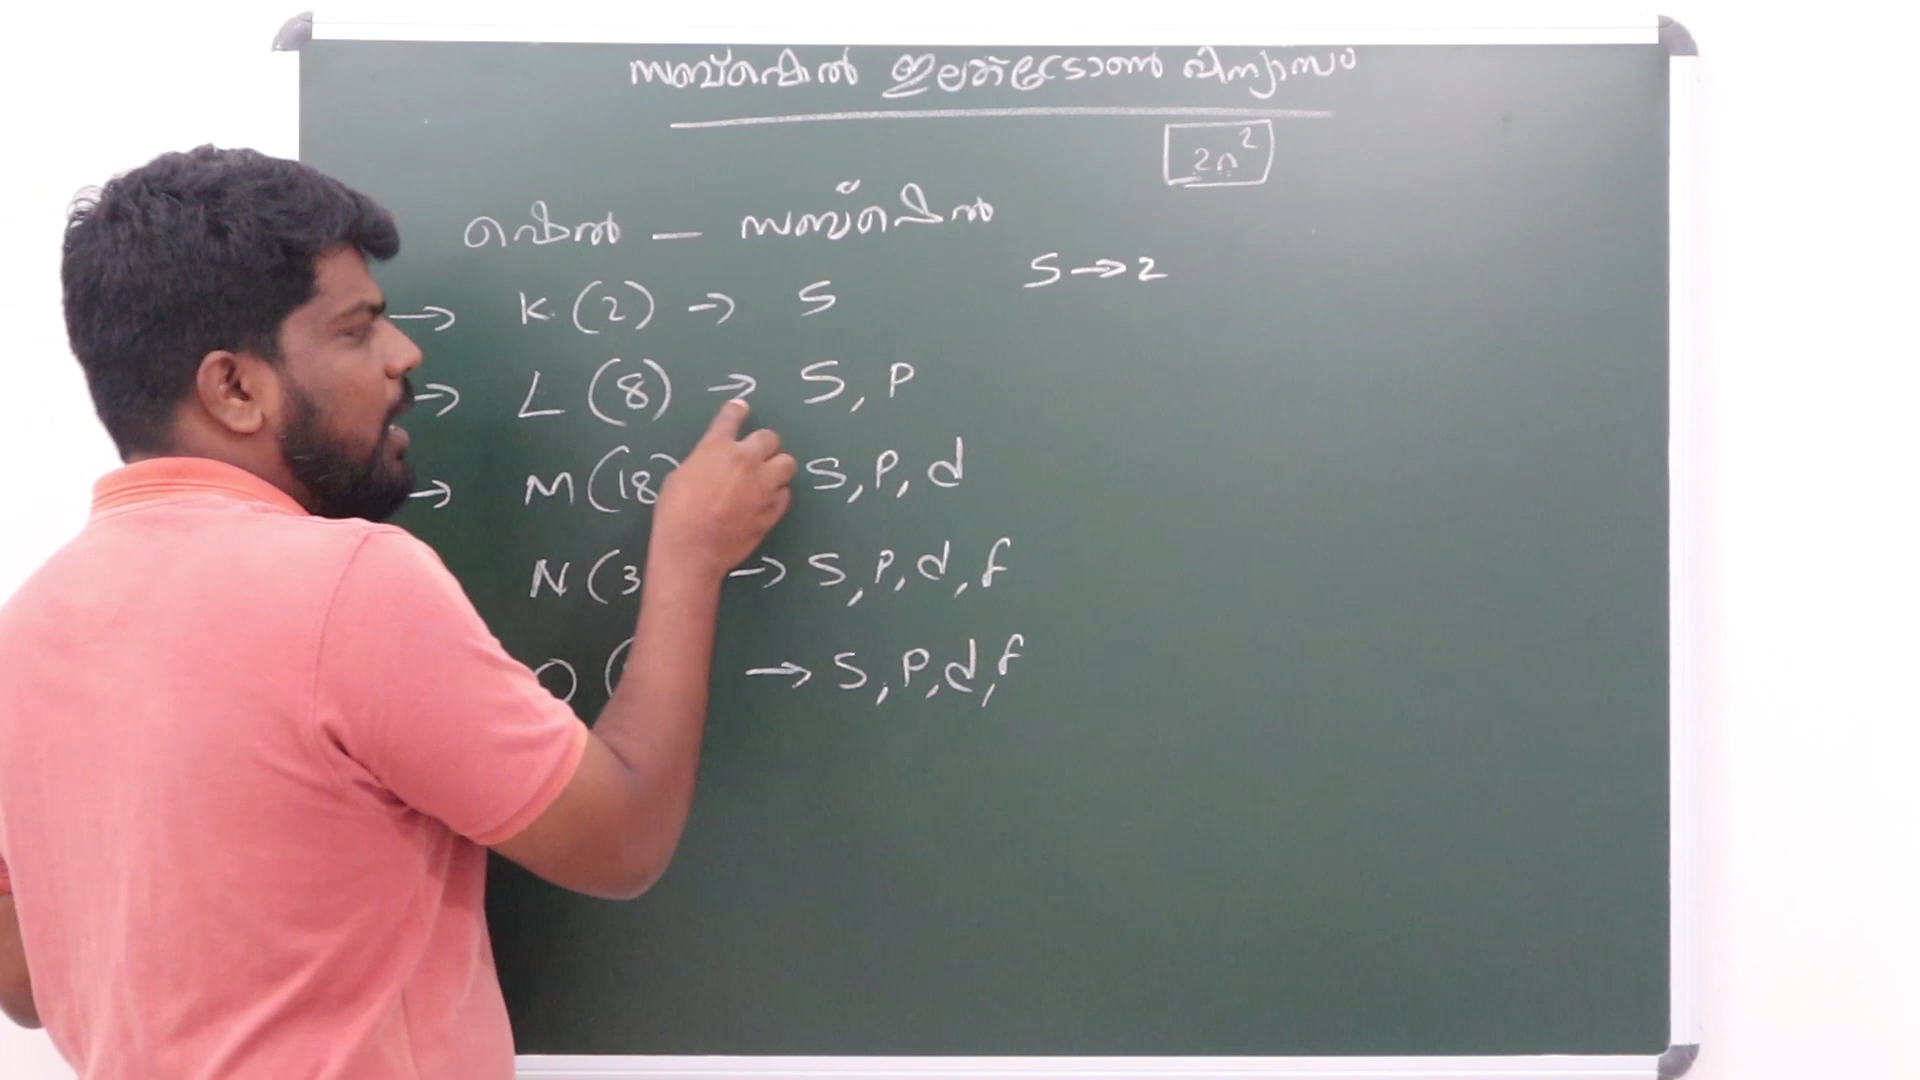 സബ്ഷെൽ ഇലക്ട്രോൺ വിന്യാസം
2n²
ഷെൽ — സബ്ഷെൽ
S → 2
→ K (2) → S
→ L (8) → S, P
→ M (18) S, P, d
N (3 → S, P, d, f
O ( → S, P, d, f